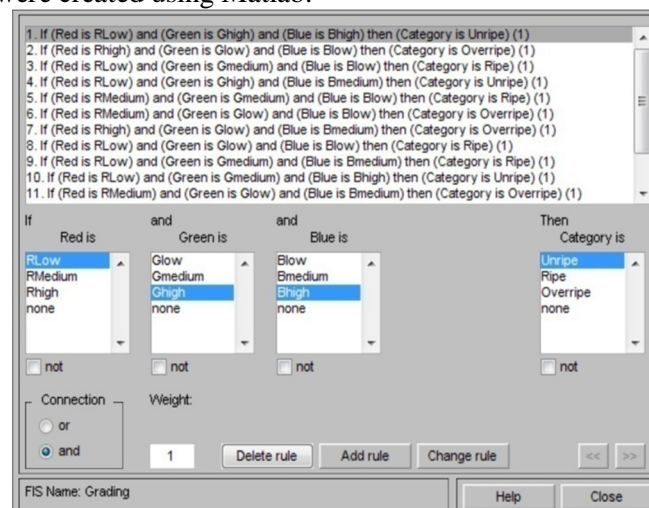 were created using Matlab.
1. If (Red is RLow) and (Green is Ghigh) and (Blue is Bhigh) then (Category is Unripe) (1)
2. If (Red is Rhigh) and (Green is Glow) and (Blue is Blow) then (Category is Overripe) (1)
3. If (Red is RLow) and (Green is Gmedium) and (Blue is Blow) then (Category is Ripe) (1)
4. If (Red is RLow) and (Green is Ghigh) and (Blue is Bmedium) then (Category is Unripe) (1)
5. If (Red is RMedium) and (Green is Gmedium) and (Blue is Blow) then (Category is Ripe) (1)
6. If (Red is RMedium) and (Green is Glow) and (Blue is Blow) then (Category is Overripe) (1)
7. If (Red is Rhigh) and (Green is Glow) and (Blue is Bmedium) then (Category is Overripe) (1)
8. If (Red is RLow) and (Green is Glow) and (Blue is Blow) then (Category is Ripe) (1)
9. If (Red is RLow) and (Green is Gmedium) and (Blue is Bmedium) then (Category is Ripe) (1)
10. If (Red is RLow) and (Green is Gmedium) and (Blue is Bhigh) then (Category is Unripe) (1)
11. If (Red is RMedium) and (Green is Glow) and (Blue is Bmedium) then (Category is Overripe) (1)
If and and Then
Red is Green is Blue is Category is
RLow Glow Blow Unripe
RMedium Gmedium Bmedium Ripe
Rhigh Ghigh Bhigh Overripe
none none none none
not not not not
Connection Weight:
or
and 1 Delete rule Add rule Change rule << >>
FIS Name: Grading Help Close